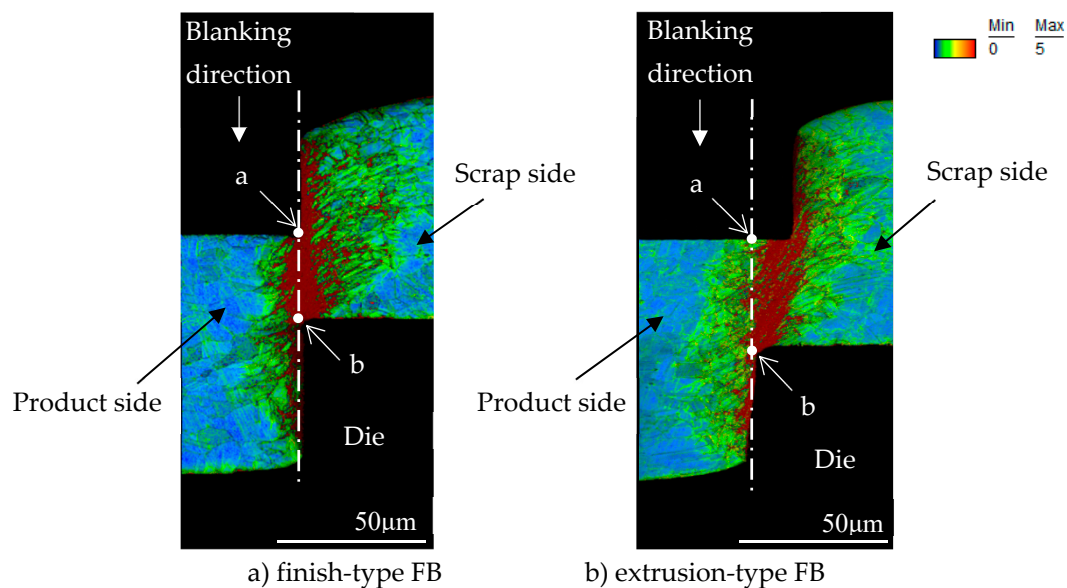 Blanking
direction
a
Scrap side
Product side
b
Die
50µm
a) finish-type FB
Blanking
direction
a
Scrap side
Product side
b
Die
50µm
b) extrusion-type FB
Min Max
0 5